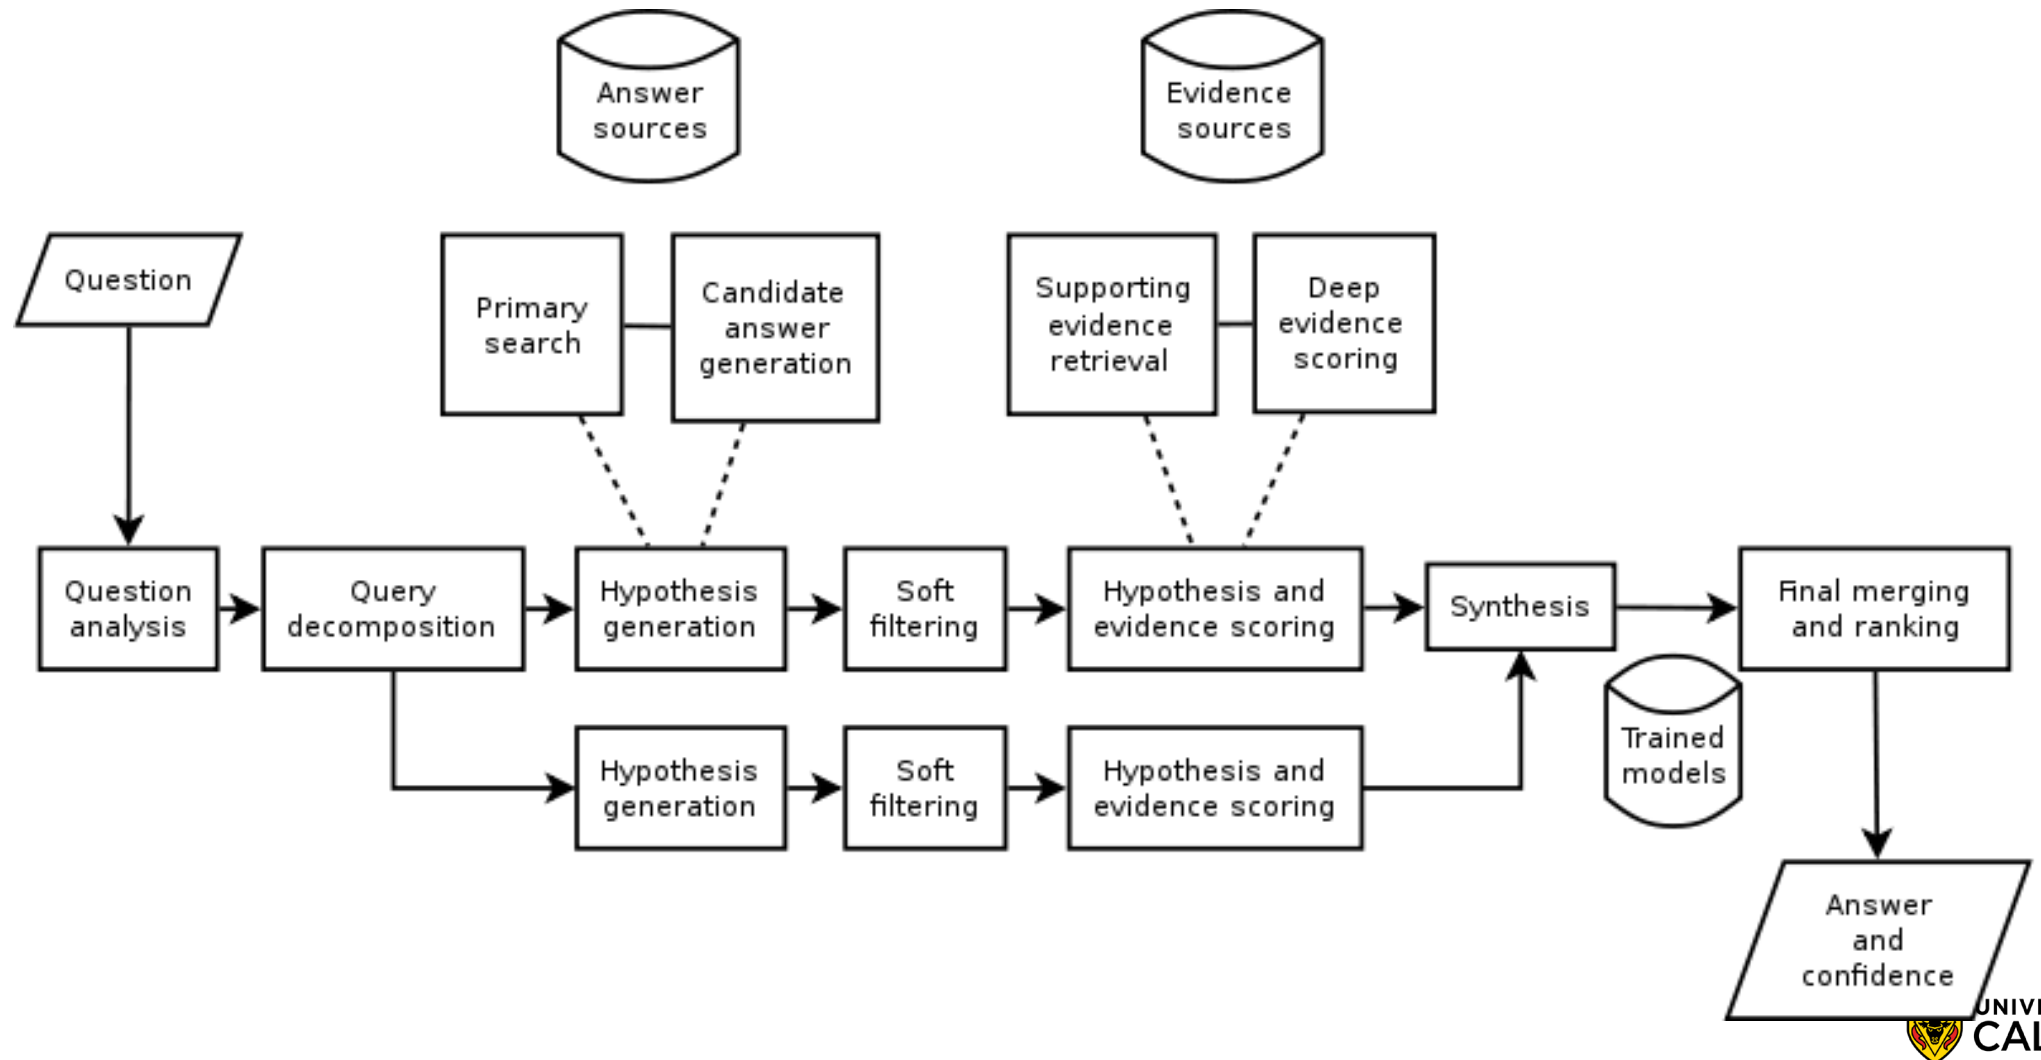 Answer
sources
Evidence
sources
Question
Primary
search
Candidate
answer
generation
Supporting
evidence
retrieval
Deep
evidence
scoring
Question
analysis
Query
decomposition
Hypothesis
generation
Soft
filtering
Hypothesis and
evidence scoring
Synthesis
Final merging
and ranking
Hypothesis
generation
Soft
filtering
Hypothesis and
evidence scoring
Trained
models
Answer
and
confidence